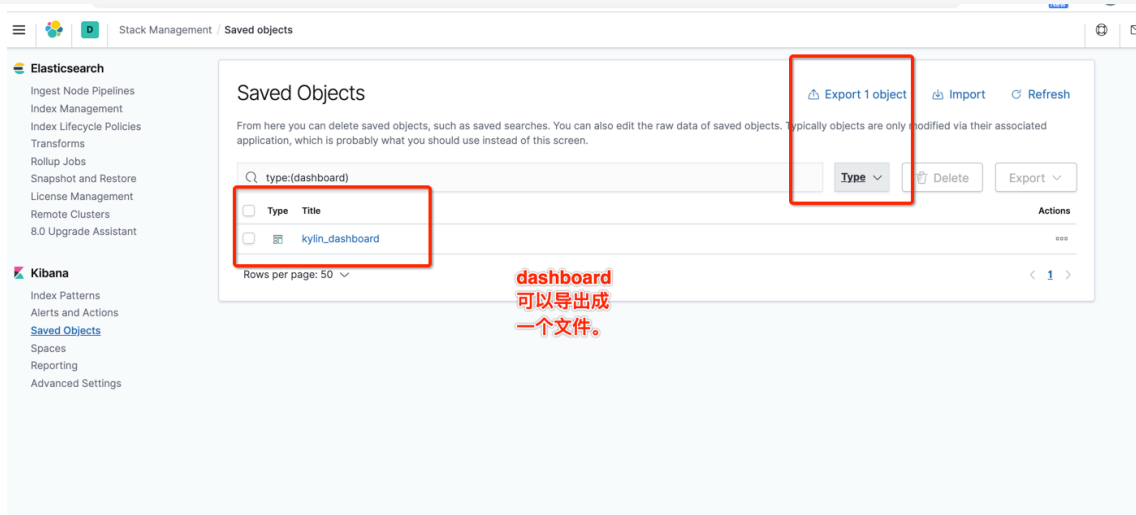 New
D
Stack Management / Saved objects
Elasticsearch
Ingest Node Pipelines
Index Management
Index Lifecycle Policies
Transforms
Rollup Jobs
Snapshot and Restore
License Management
Remote Clusters
8.0 Upgrade Assistant
Kibana
Index Patterns
Alerts and Actions
Saved Objects
Spaces
Reporting
Advanced Settings
Saved Objects
Export 1 object
Import
Refresh
From here you can delete saved objects, such as saved searches. You can also edit the raw data of saved objects. Typically objects are only modified via their associated
application, which is probably what you should use instead of this screen.
type:(dashboard)
Type
Delete
Export
Type Title Actions
kylin_dashboard
Rows per page: 50
1
dashboard
可以导出成
一个文件。